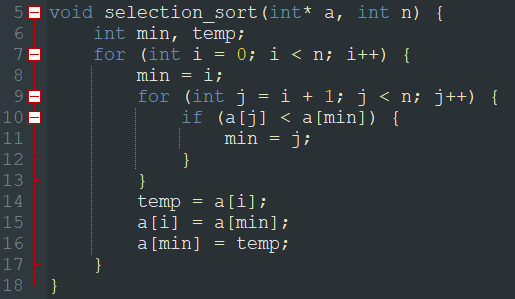 5 void selection_sort(int* a, int n) {
6     int min, temp;
7     for (int i = 0; i < n; i++) {
8         min = i;
9         for (int j = i + 1; j < n; j++) {
10             if (a[j] < a[min]) {
11                 min = j;
12             }
13         }
14         temp = a[i];
15         a[i] = a[min];
16         a[min] = temp;
17     }
18 }